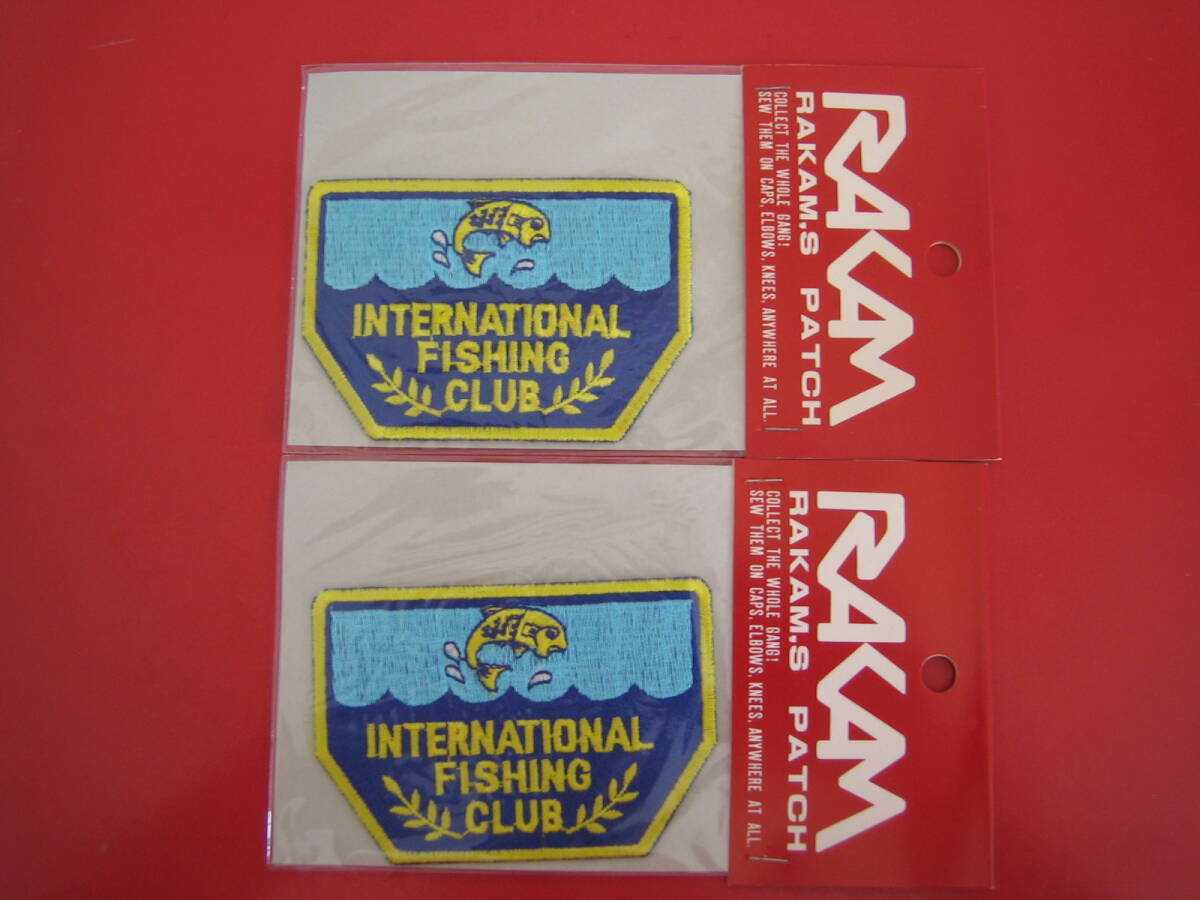 INTERNATIONAL
FISHING
CLUB
RAKAM
RAKAM,S PATCH
COLLECT THE WHOLE GANG!
SEW THEM ON CAPS, ELBOWS, KNEES, ANYWHERE AT ALL.
INTERNATIONAL
FISHING
CLUB
RAKAM
RAKAM,S PATCH
COLLECT THE WHOLE GANG!
SEW THEM ON CAPS, ELBOWS, KNEES, ANYWHERE AT ALL.